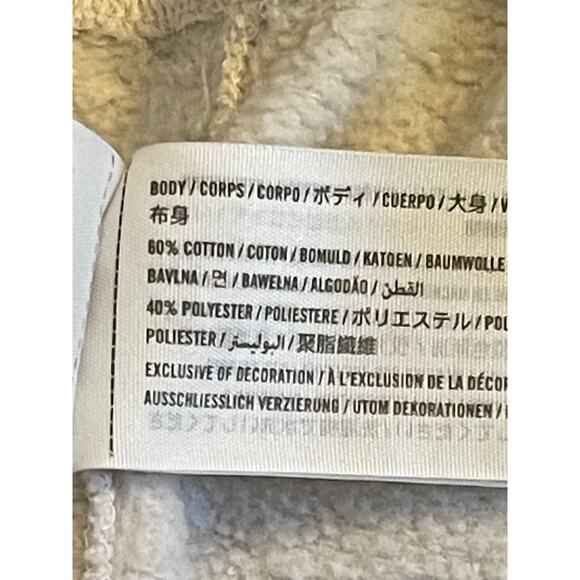 BODY / CORPS / CORPO / ボディ / CUERPO / 大身 /
布身
60% COTTON / COTON / BOMULD / KATOEN / BAUMWOLLE
BAVLNA / 면 / BAWEŁNA / ALGODÃO / القطن
40% POLYESTER / POLIESTERE / ポリエステル / POL
POLIESTER / البوليستر / 聚脂纖維
EXCLUSIVE OF DECORATION / À L'EXCLUSION DE LA DÉCOR
AUSSCHLIESSLICH VERZIERUNG / UTOM DEKORATIONEN /